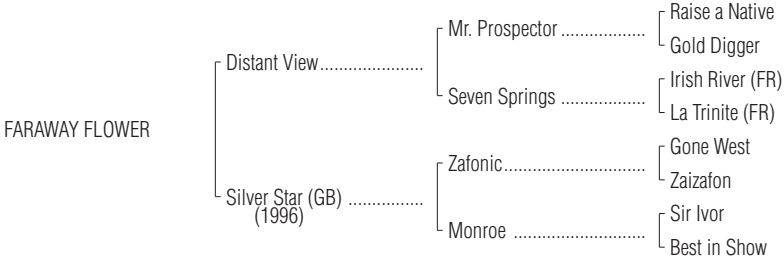 Raise a Native
Mr. Prospector ......................
Gold Digger
Distant View......................
Irish River (FR)
Seven Springs ......................
La Trinite (FR)
FARAWAY FLOWER
Gone West
Zafonic..............................
Zaizafon
Silver Star (GB) ................
(1996)
Sir Ivor
Monroe ............................
Best in Show